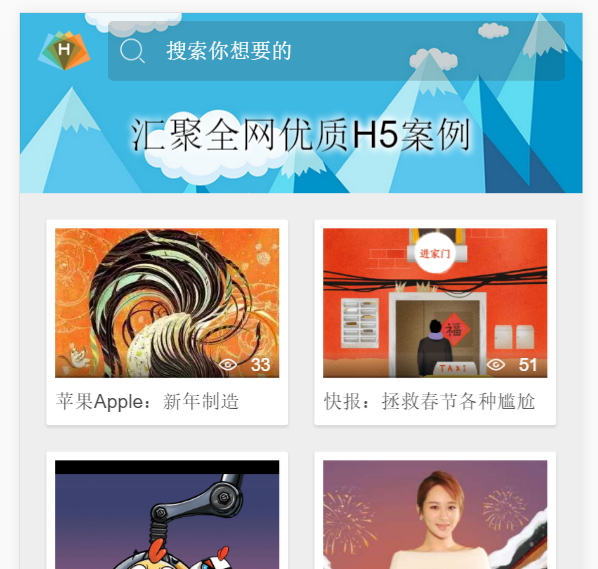 H
搜索你想要的
汇聚全网优质H5案例
进家门
福
TAXI
33
51
苹果Apple：新年制造
快报：拯救春节各种尴尬